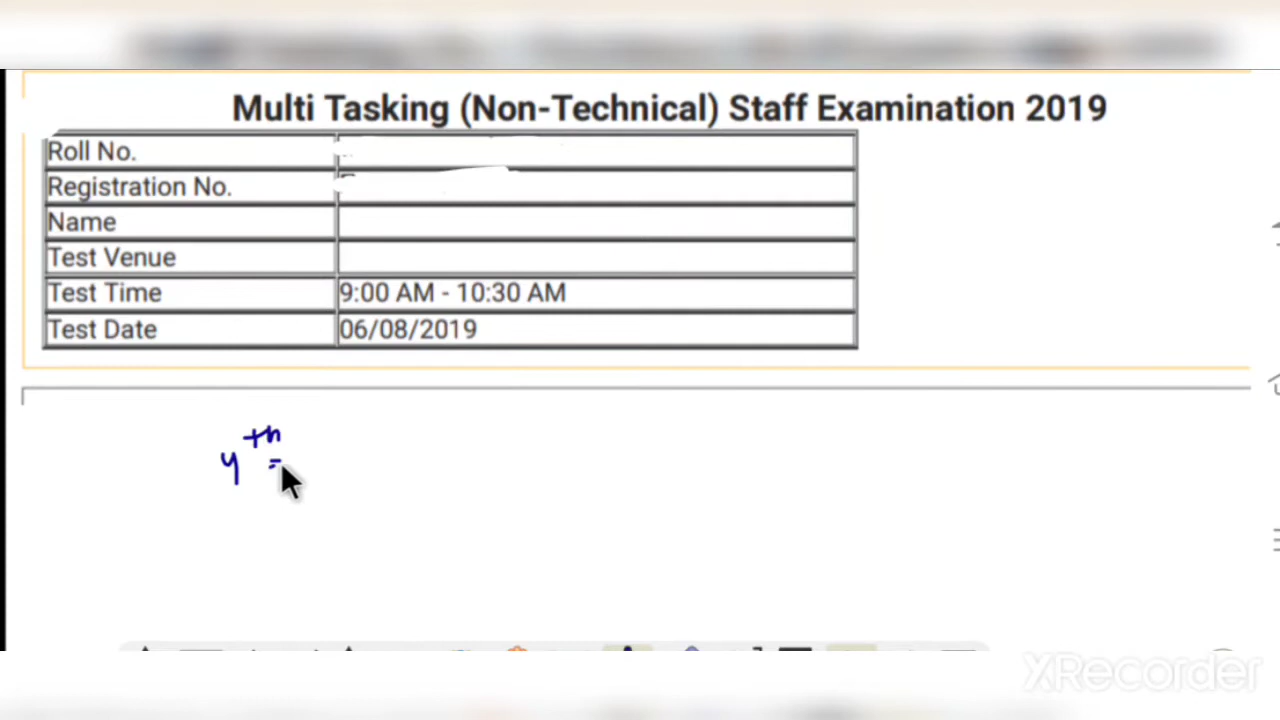 Multi Tasking (Non-Technical) Staff Examination 2019
Roll No.
Registration No.
Name
Test Venue
Test Time 9:00 AM - 10:30 AM
Test Date 06/08/2019
4th =
XRecorder